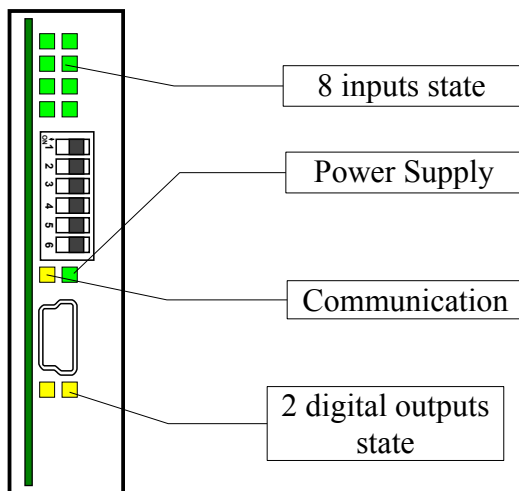 8 inputs state
ON
1
2
3
4
5
6
Power Supply
Communication
2 digital outputs
state